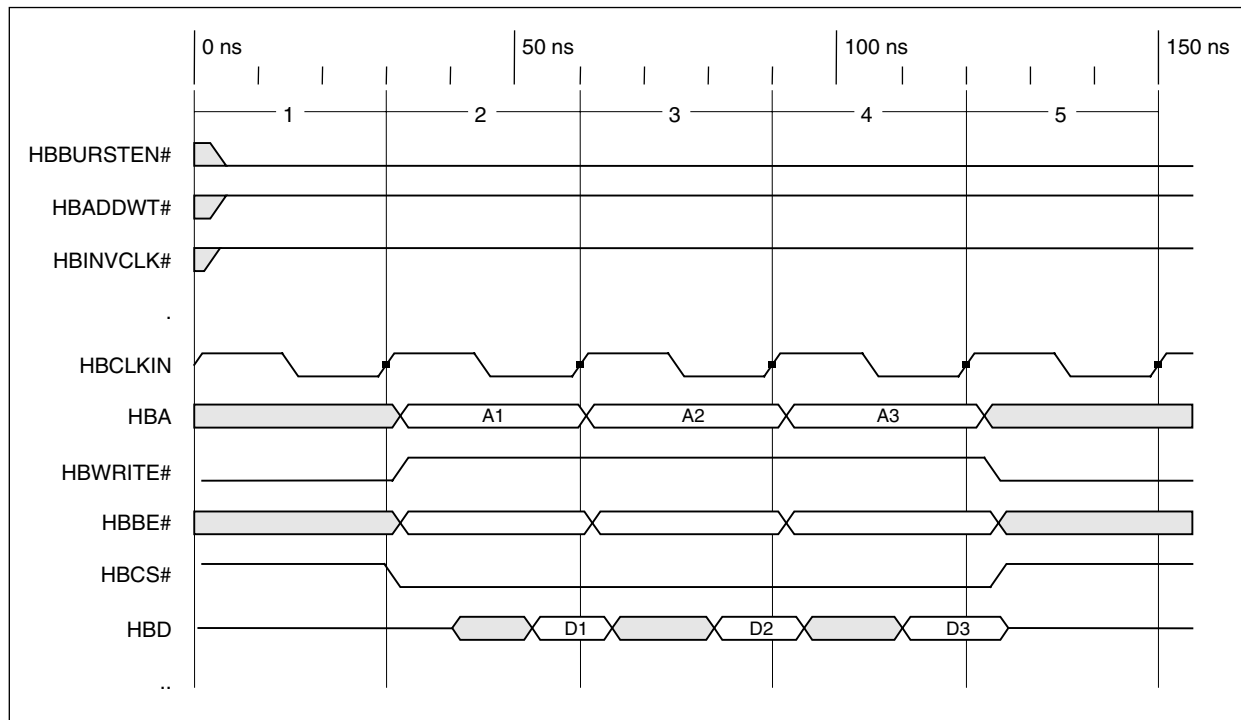 0 ns 50 ns 100 ns 150 ns
1 2 3 4 5
HBBURSTEN#
HBADDWT#
HBINVCLK#
.
HBCLKIN
HBA A1 A2 A3
HBWRITE#
HBBE#
HBCS#
HBD D1 D2 D3
..